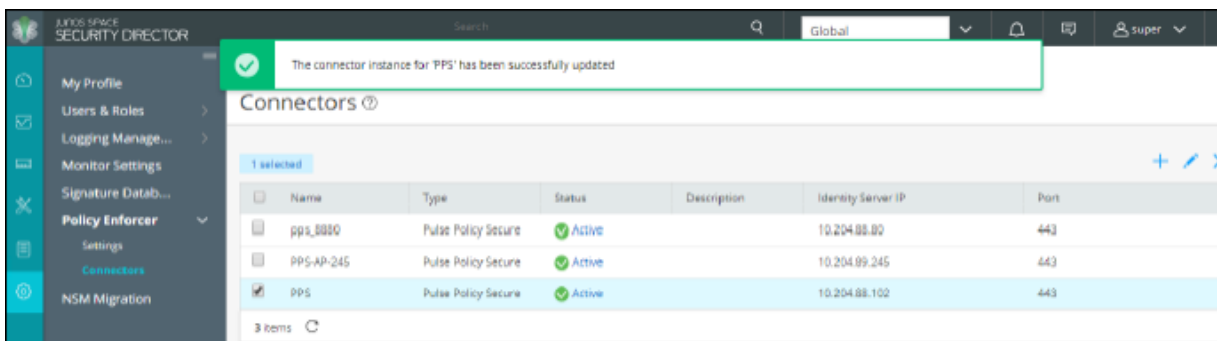 JUNOS SPACE
SECURITY DIRECTOR
Search
Global
super
The connector instance for 'PPS' has been successfully updated
My Profile
Users & Roles
Logging Manage...
Monitor Settings
Signature Datab...
Policy Enforcer
Settings
Connectors
NSM Migration
Connectors
1 selected
Name Type Status Description Identity Server IP Port
pps_8880 Pulse Policy Secure Active 10.204.88.80 443
PPS-AP-245 Pulse Policy Secure Active 10.204.89.245 443
PPS Pulse Policy Secure Active 10.204.88.102 443
3 items